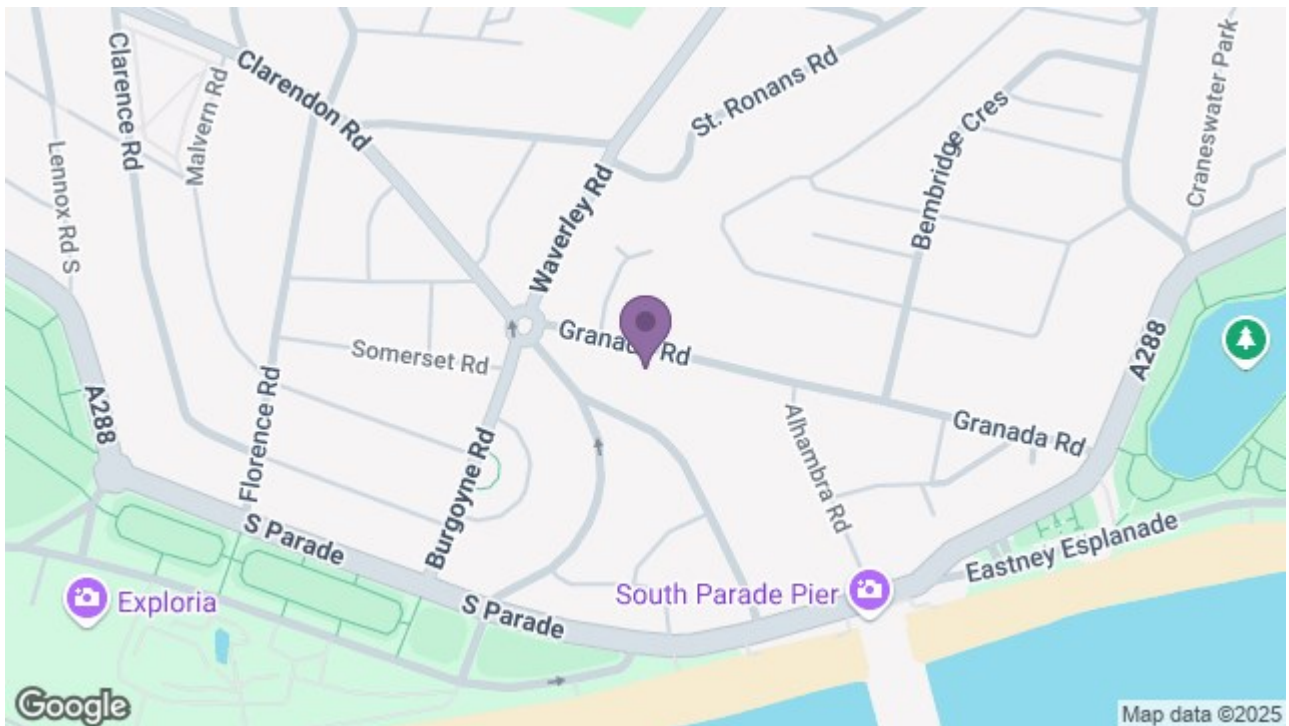 Clarence Rd
Clarendon Rd
Malvern Rd
Lennox Rd S
St. Ronans Rd
Waverley Rd
Bembridge Cres
Craneswater Park
Somerset Rd
Granada Rd
A288
Florence Rd
A288
Burgoyne Rd
Alhambra Rd
Granada Rd
S Parade
Eastney Esplanade
Exploria
S Parade
South Parade Pier
Google
Map data ©2025